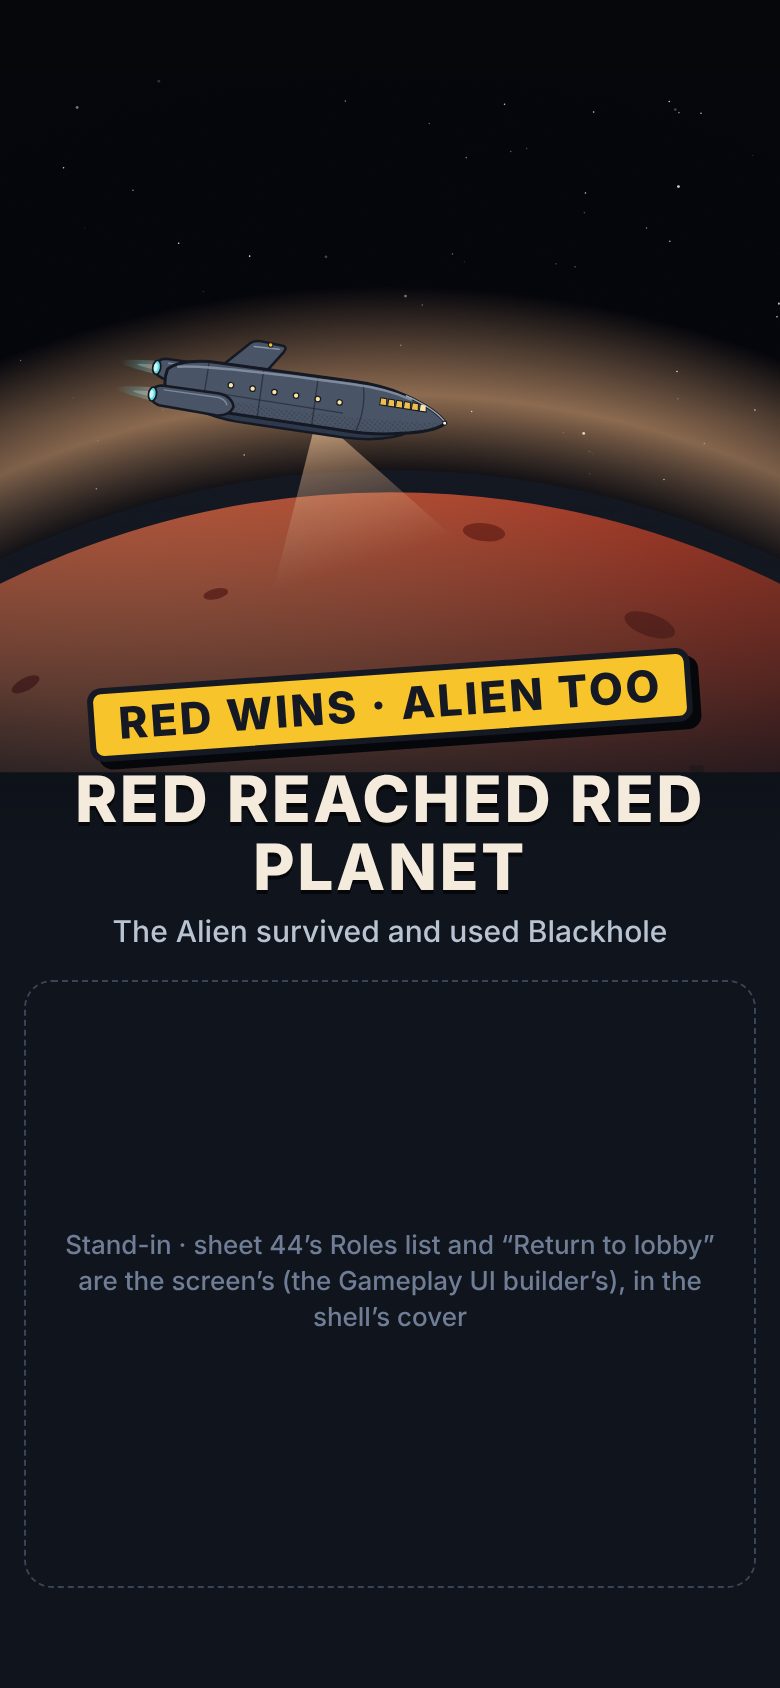 RED WINS · ALIEN TOO
RED REACHED RED
PLANET
The Alien survived and used Blackhole
Stand-in · sheet 44’s Roles list and “Return to lobby”
are the screen’s (the Gameplay UI builder’s), in the
shell’s cover